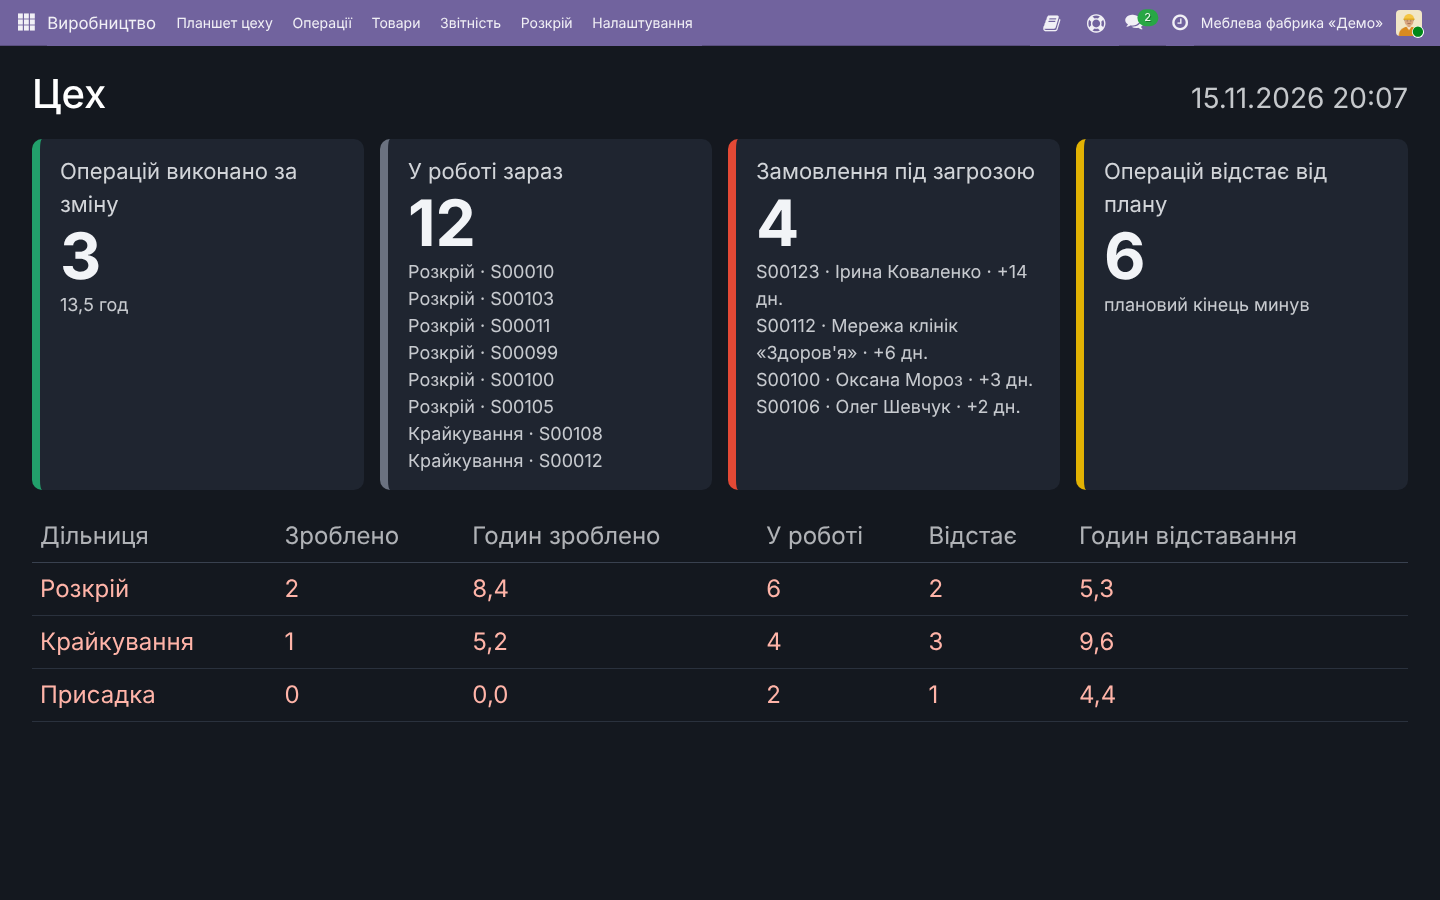 Виробництво Планшет цеху Операції Товари Звітність Розкрій Налаштування 2 Меблева фабрика «Демо»
Цех 15.11.2026 20:07
Операцій виконано за
зміну
3
13,5 год
У роботі зараз
12
Розкрій · S00010
Розкрій · S00103
Розкрій · S00011
Розкрій · S00099
Розкрій · S00100
Розкрій · S00105
Крайкування · S00108
Крайкування · S00012
Замовлення під загрозою
4
S00123 · Ірина Коваленко · +14
дн.
S00112 · Мережа клінік
«Здоров'я» · +6 дн.
S00100 · Оксана Мороз · +3 дн.
S00106 · Олег Шевчук · +2 дн.
Операцій відстає від
плану
6
плановий кінець минув
Дільниця Зроблено Годин зроблено У роботі Відстає Годин відставання
Розкрій 2 8,4 6 2 5,3
Крайкування 1 5,2 4 3 9,6
Присадка 0 0,0 2 1 4,4